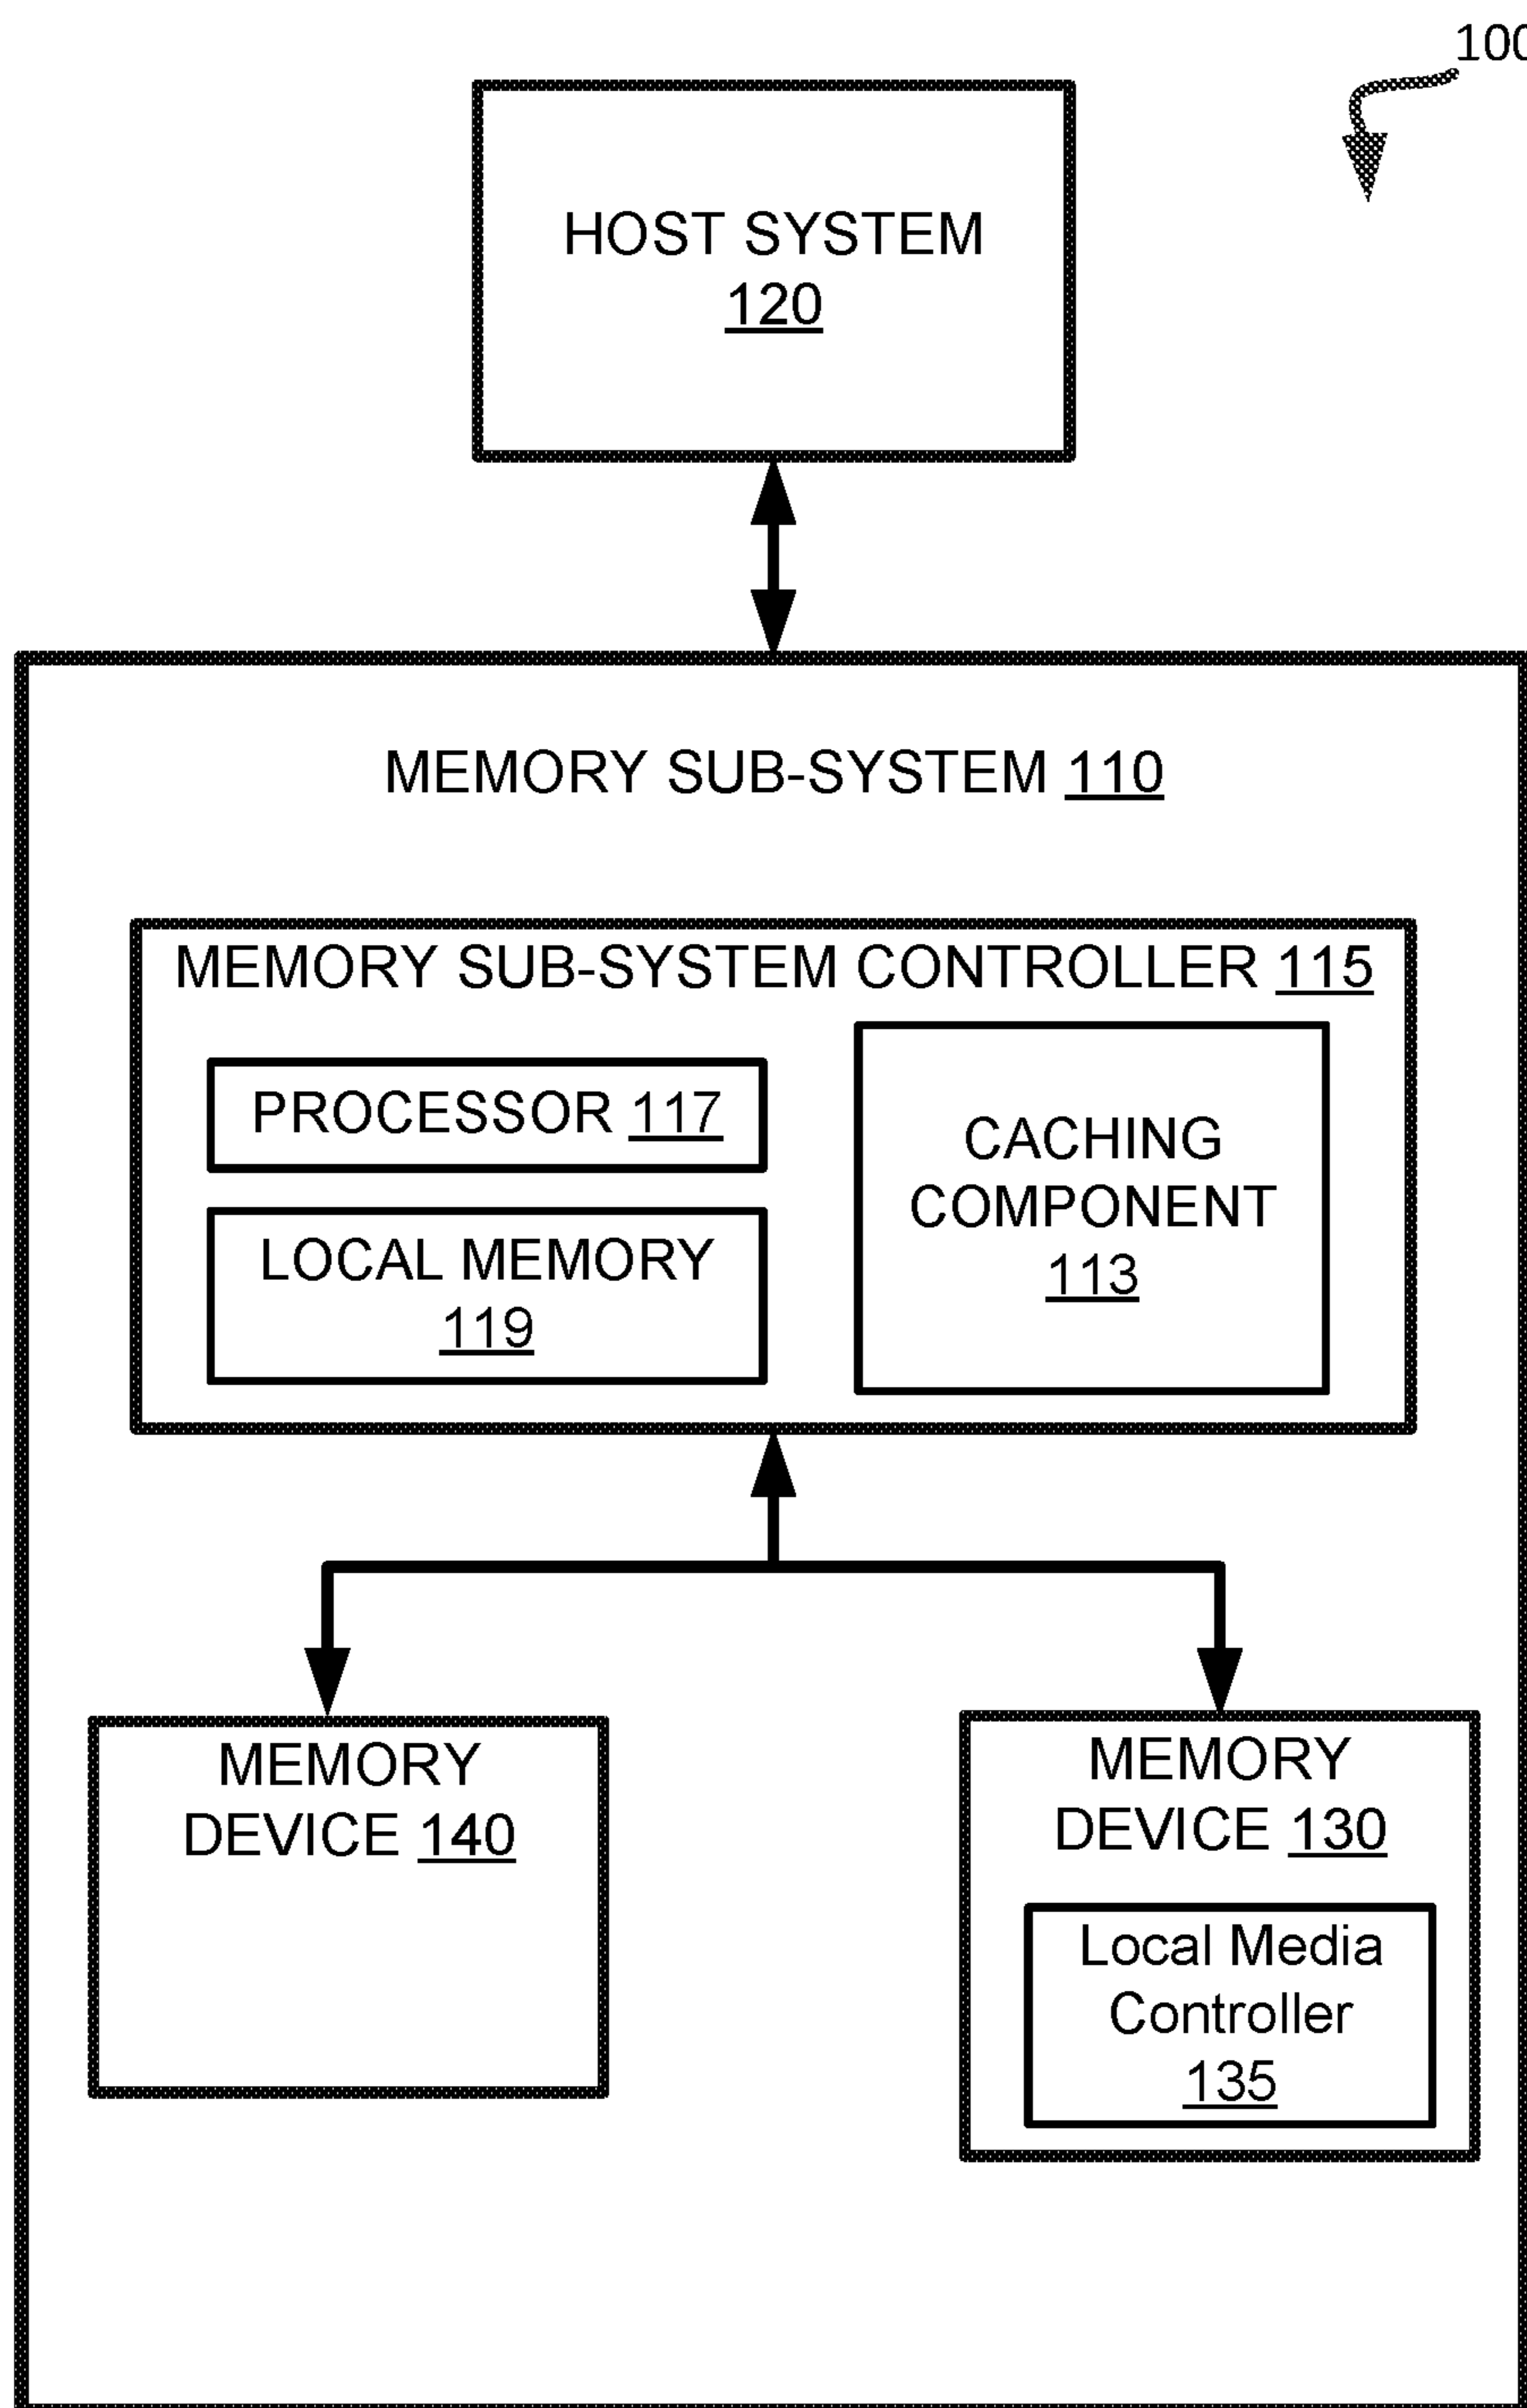 100
HOST SYSTEM
120
MEMORY SUB-SYSTEM 110
MEMORY SUB-SYSTEM CONTROLLER 115
PROCESSOR 117
LOCAL MEMORY
119
CACHING
COMPONENT
113
MEMORY
DEVICE 140
MEMORY
DEVICE 130
Local Media
Controller
135